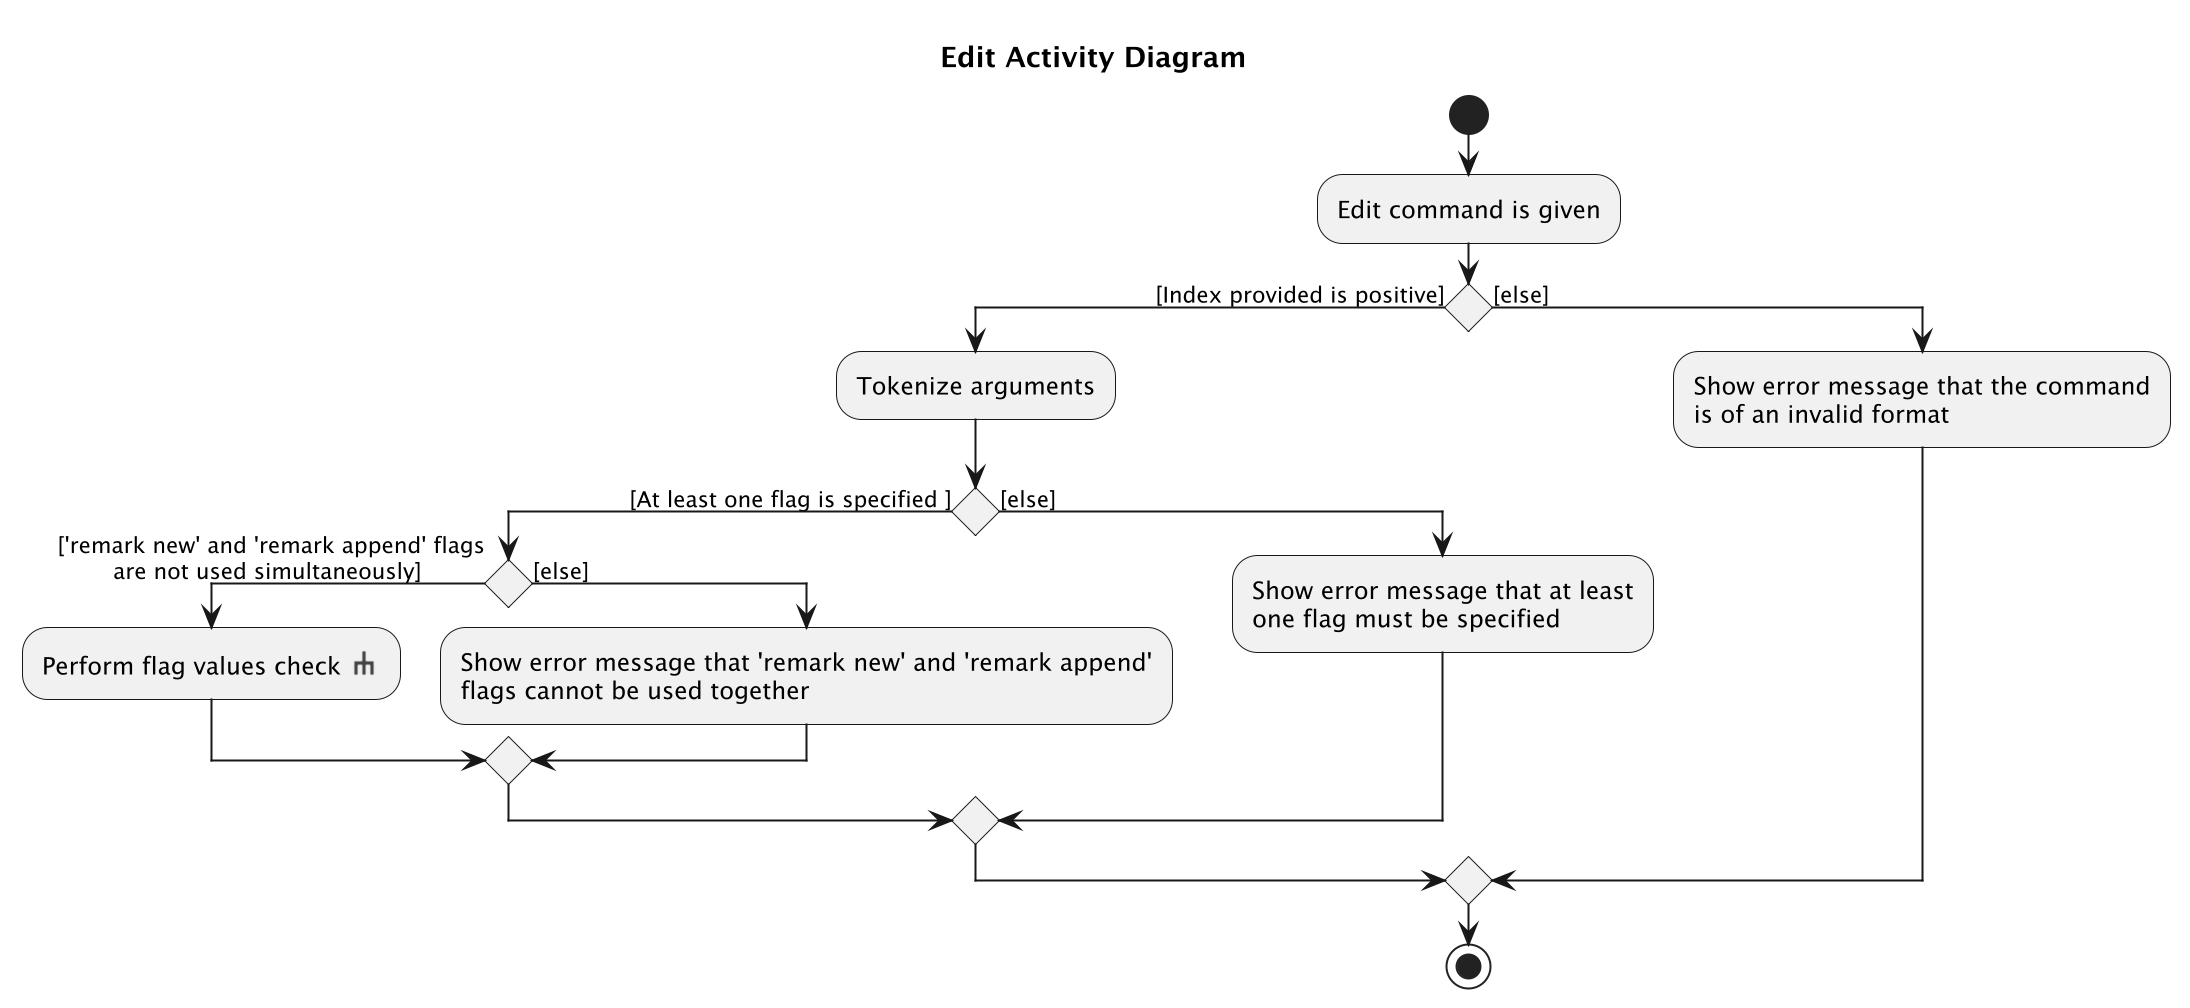 Edit Activity Diagram
Edit command is given
[Index provided is positive]
[else]
Tokenize arguments
Show error message that the command
is of an invalid format
[At least one flag is specified ]
[else]
['remark new' and 'remark append' flags
are not used simultaneously]
[else]
Show error message that at least
one flag must be specified
Perform flag values check
Show error message that 'remark new' and 'remark append'
flags cannot be used together